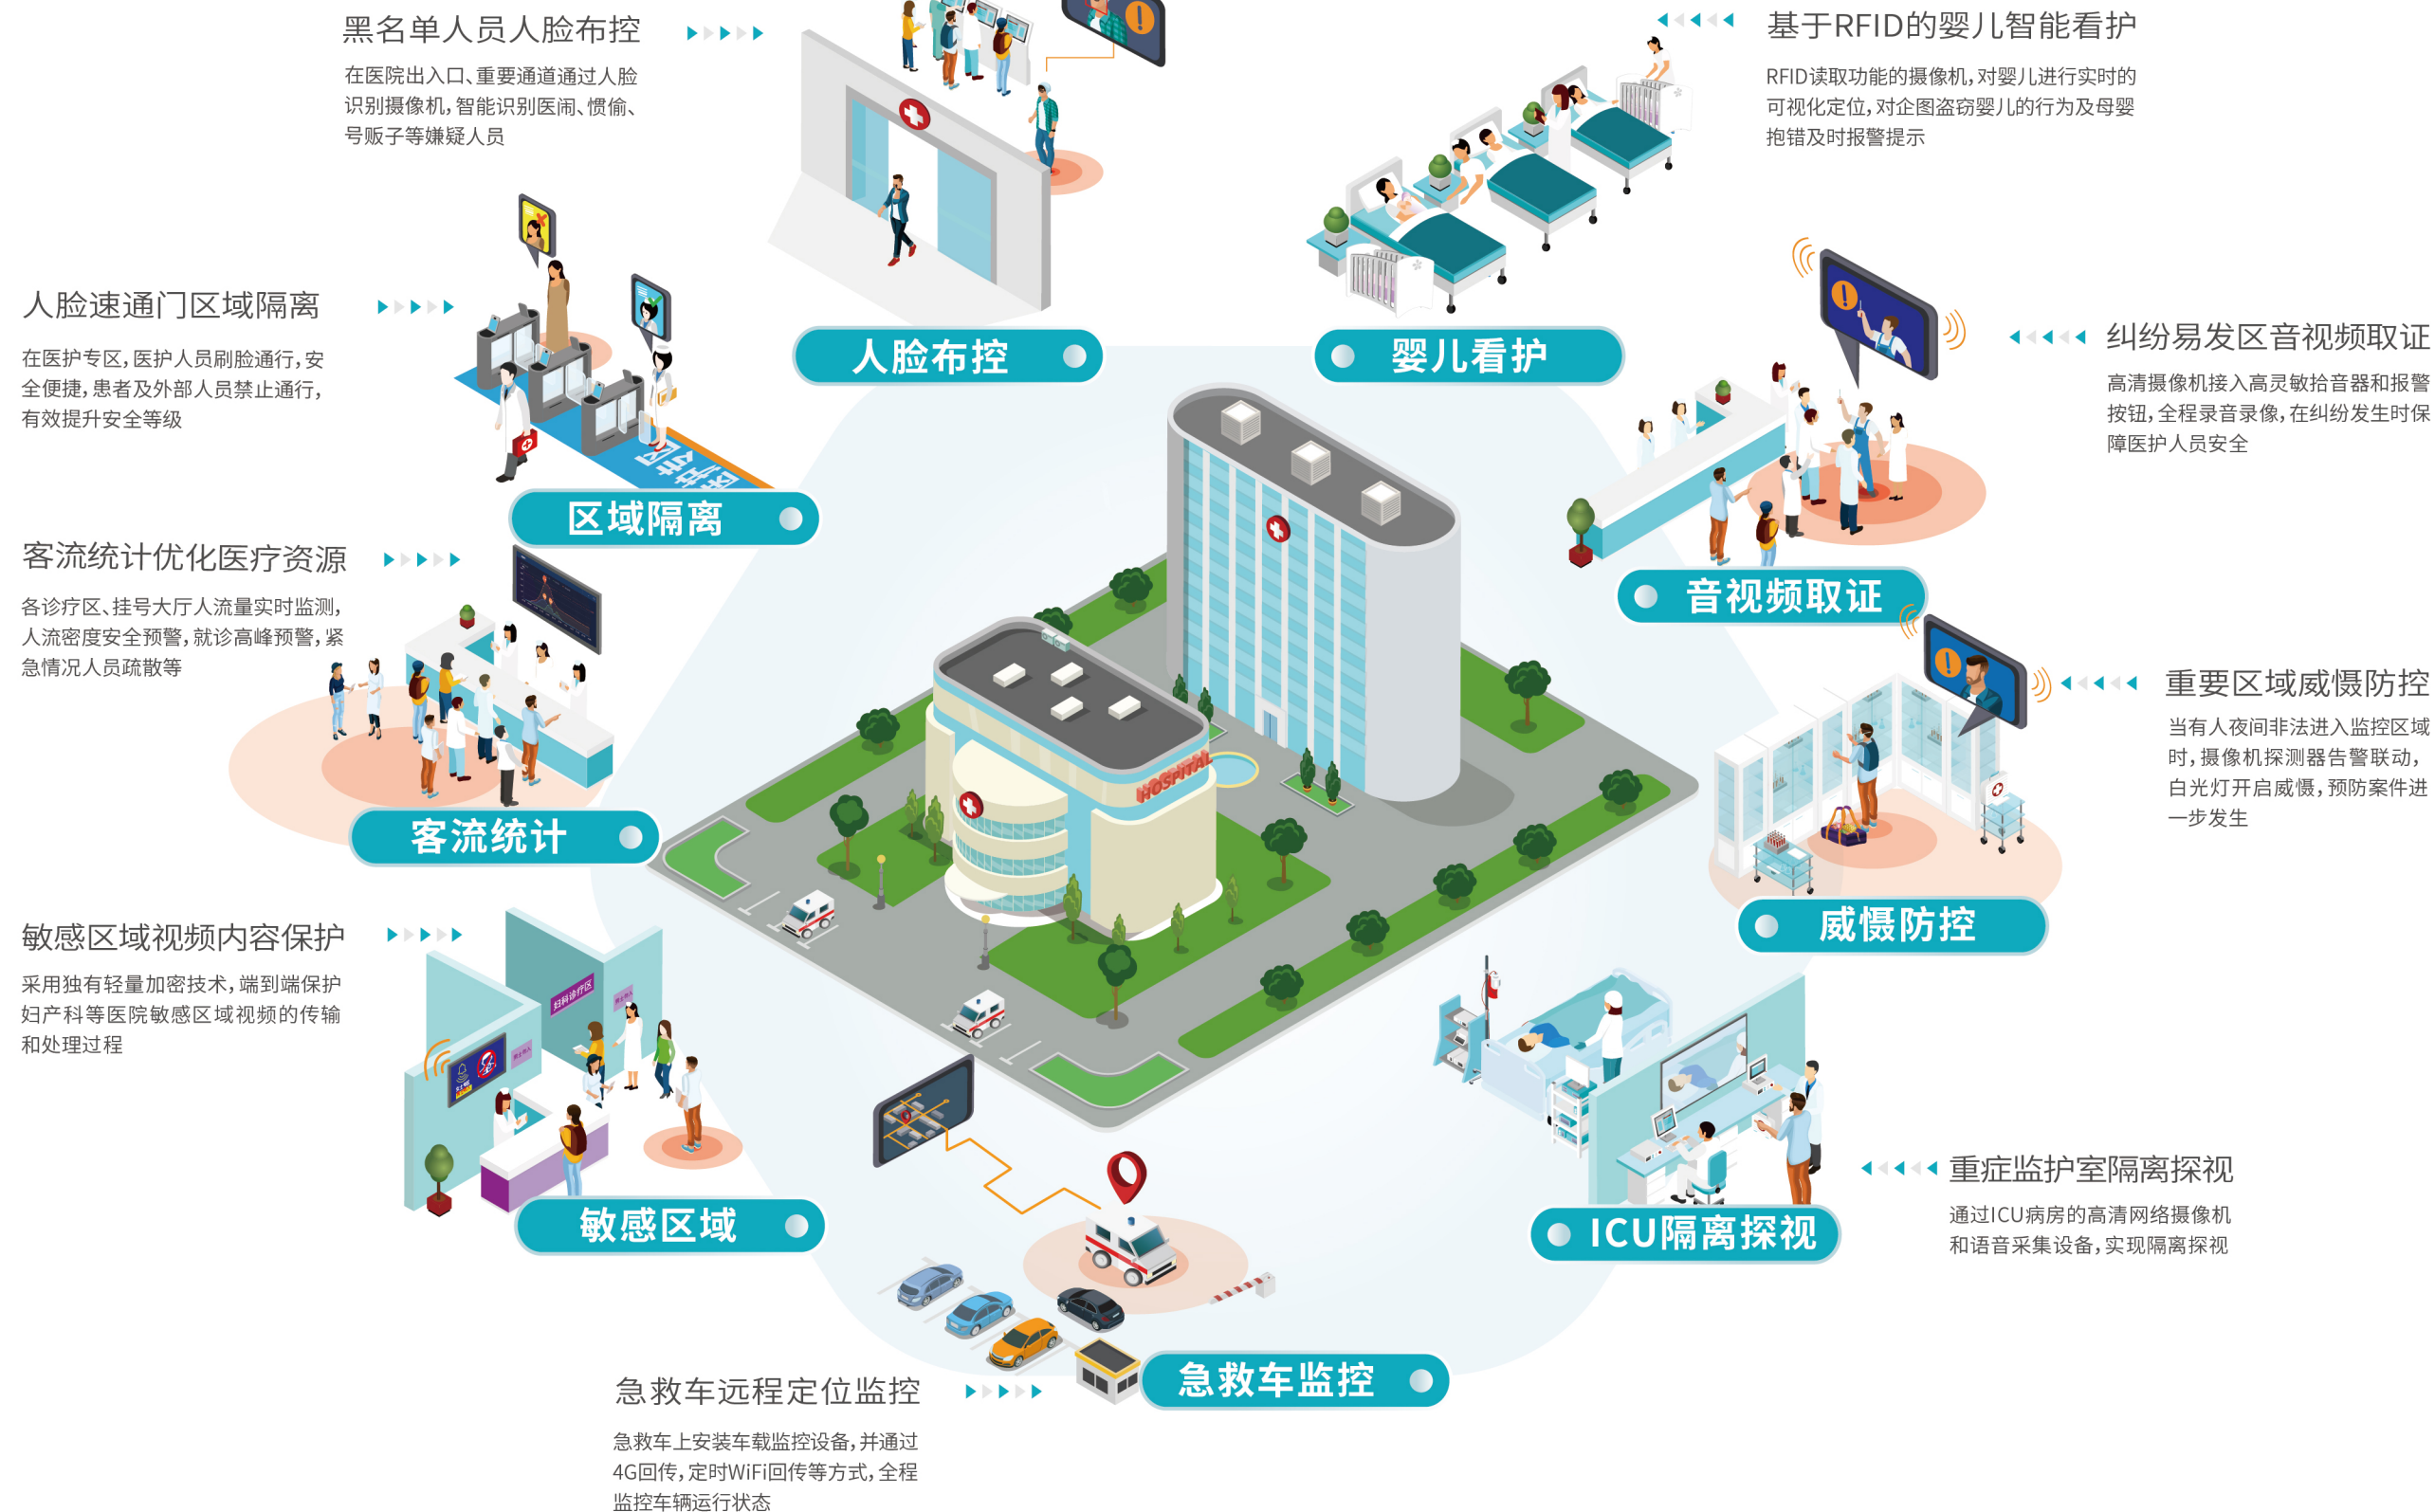 黑名单人员人脸布控
在医院出入口、重要通道通过人脸
识别摄像机，智能识别医闹、惯偷、
号贩子等嫌疑人员
人脸布控
基于RFID的婴儿智能看护
RFID读取功能的摄像机，对婴儿进行实时的
可视化定位，对企图盗窃婴儿的行为及母婴
抱错及时报警提示
婴儿看护
人脸速通门区域隔离
在医护专区，医护人员刷脸通行，安
全便捷，患者及外部人员禁止通行，
有效提升安全等级
区域隔离
纠纷易发区音视频取证
高清摄像机接入高灵敏拾音器和报警
按钮，全程录音录像，在纠纷发生时保
障医护人员安全
音视频取证
客流统计优化医疗资源
各诊疗区、挂号大厅人流量实时监测，
人流密度安全预警，就诊高峰预警，紧
急情况人员疏散等
客流统计
重要区域威慑防控
当有人夜间非法进入监控区域
时，摄像机探测器告警联动，
白光灯开启威慑，预防案件进
一步发生
威慑防控
HOSPITAL
敏感区域视频内容保护
采用独有轻量加密技术，端到端保护
妇产科等医院敏感区域视频的传输
和处理过程
妇科诊疗区
敏感区域
重症监护室隔离探视
通过ICU病房的高清网络摄像机
和语音采集设备，实现隔离探视
ICU隔离探视
急救车远程定位监控
急救车上安装车载监控设备，并通过
4G回传，定时WiFi回传等方式，全程
监控车辆运行状态
急救车监控